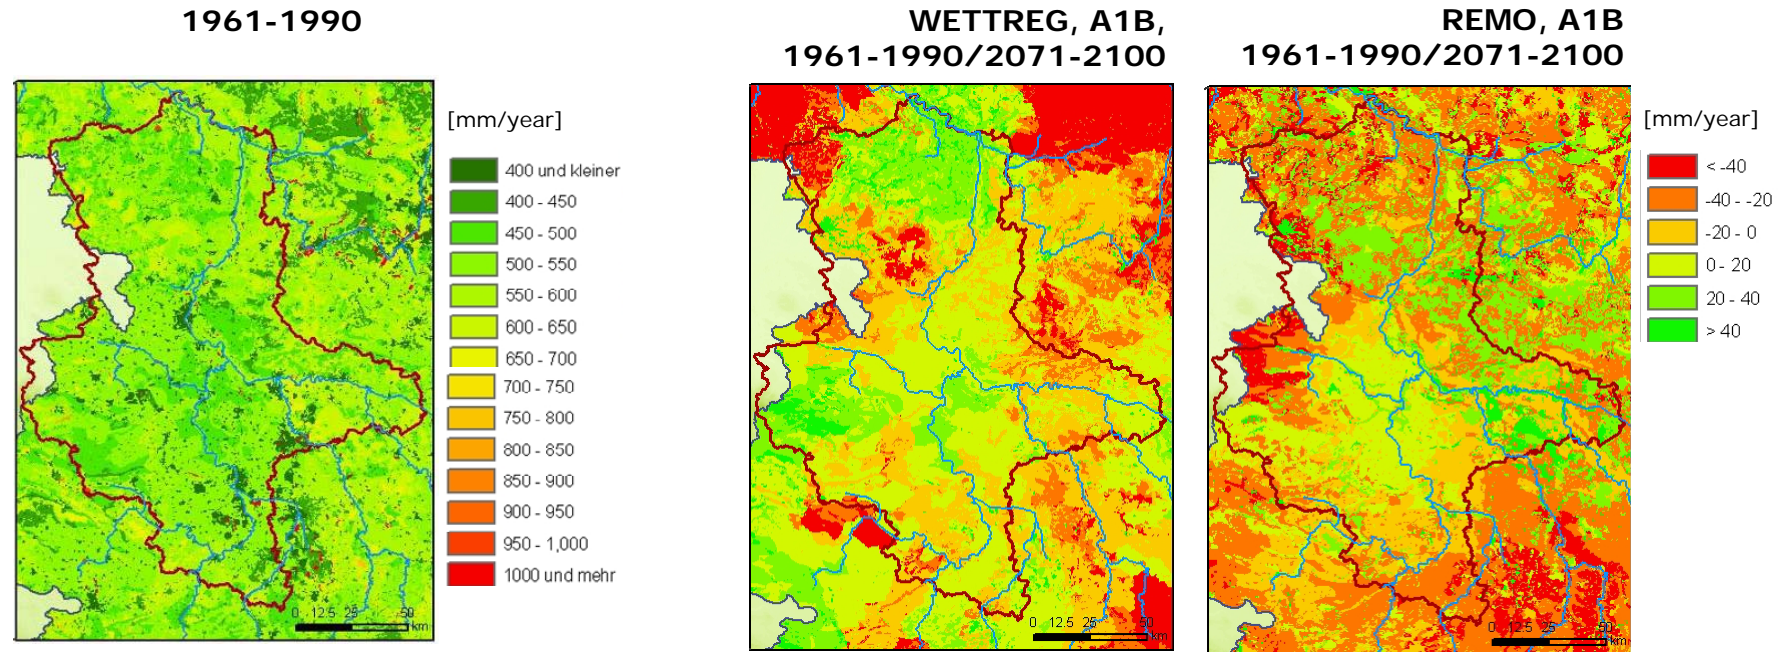 1961-1990
WETTREG, A1B,
1961-1990/2071-2100
REMO, A1B
1961-1990/2071-2100
[mm/year]
400 und kleiner
400 - 450
450 - 500
500 - 550
550 - 600
600 - 650
650 - 700
700 - 750
750 - 800
800 - 850
850 - 900
900 - 950
950 - 1,000
1000 und mehr
0 12.5 25 50
km
0 12.5 25 50
km
0 12.5 25 50
km
[mm/year]
< -40
-40 - -20
-20 - 0
0 - 20
20 - 40
> 40